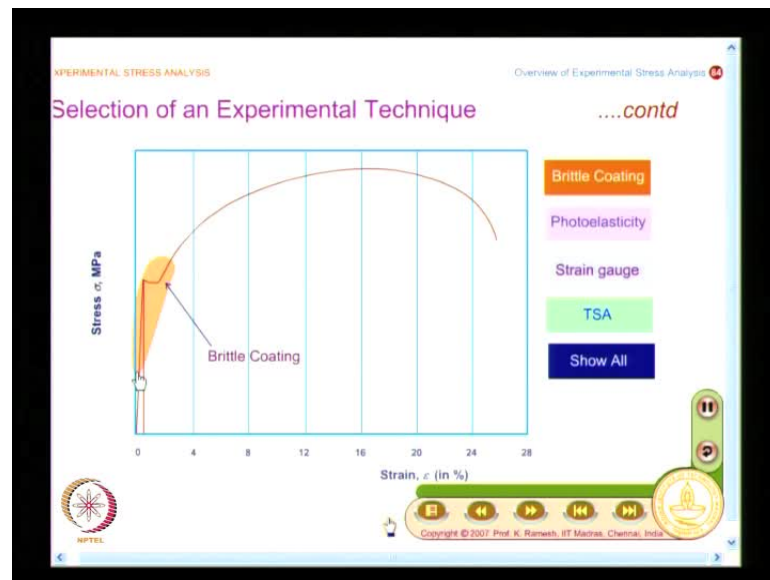 XPERIMENTAL STRESS ANALYSIS
Overview of Experimental Stress Analysis 64
Selection of an Experimental Technique ....contd
Brittle Coating
Photoelasticity
Strain gauge
TSA
Show All
Stress σ, MPa
Brittle Coating
0 4 8 12 16 20 24 28
Strain, ε (in %)
NPTEL
Copyright © 2007 Prof. K. Ramesh, IIT Madras, Chennai, India